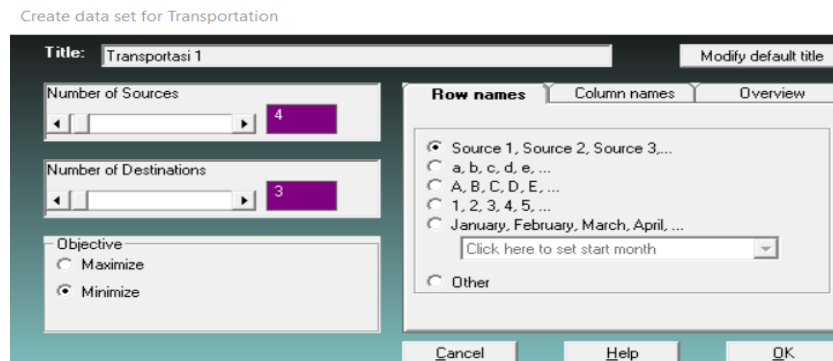 Create data set for Transportation
Title: Transportasi 1 Modify default title
Number of Sources
4
Number of Destinations
3
Objective
Maximize
Minimize
Row names Column names Overview
Source 1, Source 2, Source 3,...
a, b, c, d, e, ...
A, B, C, D, E, ...
1, 2, 3, 4, 5, ...
January, February, March, April, ...
Click here to set start month
Other
Cancel Help OK